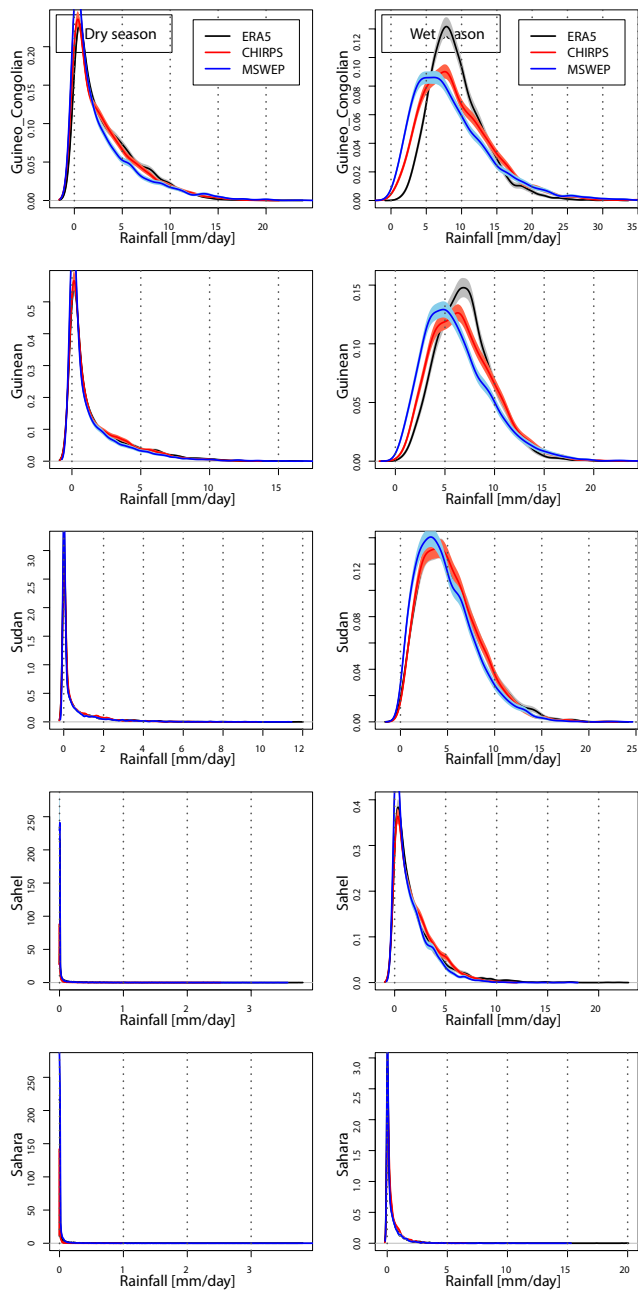 Dry season
ERA5
CHIRPS
MSWEP
Guineo_Congolian
0.00 0.05 0.10 0.15 0.20
0 5 10 15 20
Rainfall [mm/day]
Wet season
ERA5
CHIRPS
MSWEP
Guineo_Congolian
0.00 0.02 0.04 0.06 0.08 0.10 0.12
0 5 10 15 20 25 30 35
Rainfall [mm/day]
Guinean
0.0 0.1 0.2 0.3 0.4 0.5
0 5 10 15
Rainfall [mm/day]
Guinean
0.00 0.05 0.10 0.15
0 5 10 15 20
Rainfall [mm/day]
Sudan
0.0 0.5 1.0 1.5 2.0 2.5 3.0
0 2 4 6 8 10 12
Rainfall [mm/day]
Sudan
0.00 0.04 0.08 0.12
0 5 10 15 20 25
Rainfall [mm/day]
Sahel
0 50 100 150 200 250
0 1 2 3
Rainfall [mm/day]
Sahel
0.0 0.1 0.2 0.3 0.4
0 5 10 15 20
Rainfall [mm/day]
Sahara
0 50 100 150 200 250
0 1 2 3
Rainfall [mm/day]
Sahara
0.0 0.5 1.0 1.5 2.0 2.5 3.0
0 5 10 15 20
Rainfall [mm/day]